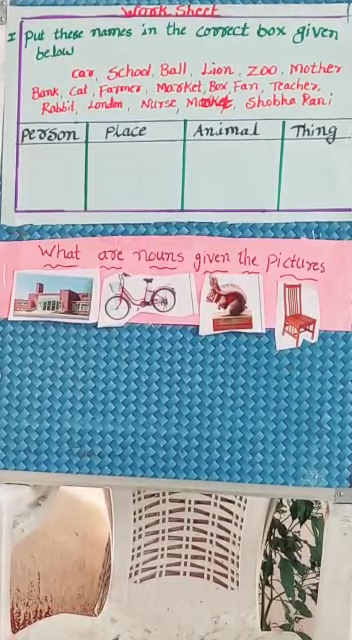 Work Sheet
I Put these names in the correct box given
below
Car, School, Ball, Lion, Zoo, Mother
Bank, Cat, Farmer, Market, Box, Fan, Teacher,
Rabbit, London, Nurse, Market, Shobha Rani
Person Place Animal Thing
What are nouns given the Pictures